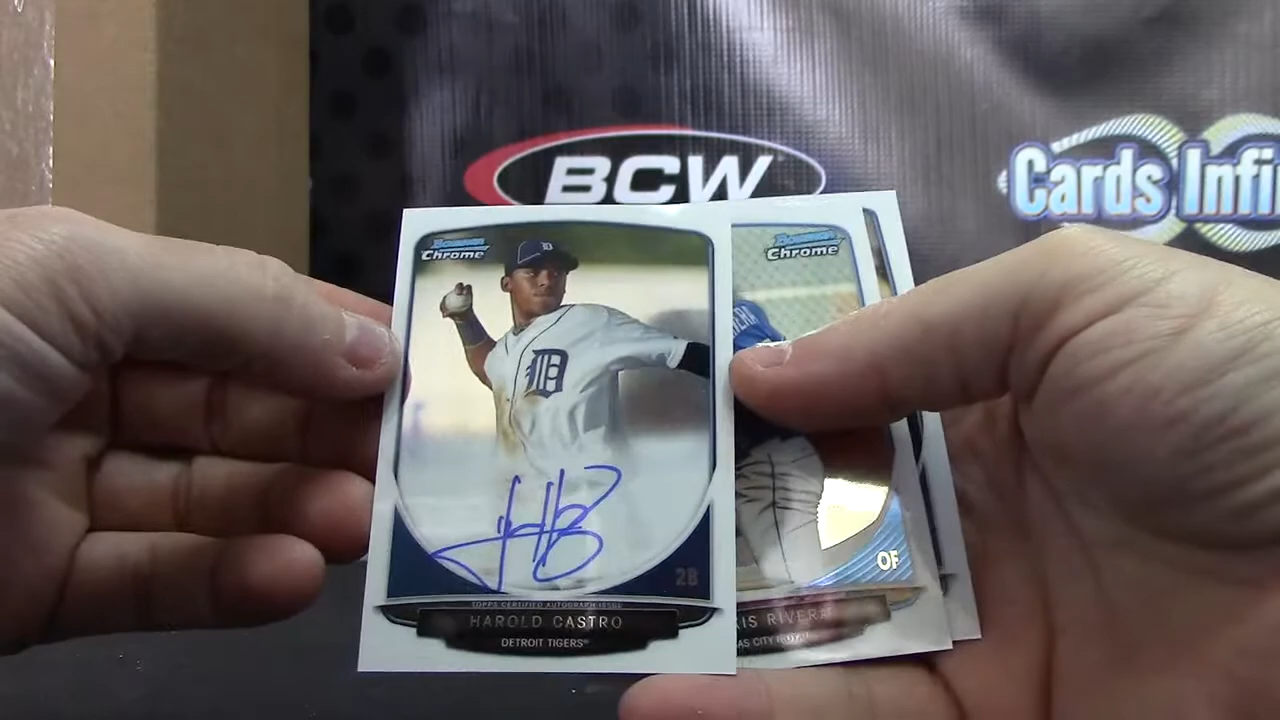 BCW
Cards Infi
Bowman
Chrome
Bowman
Chrome
D
2B
OF
TOPPS CERTIFIED AUTOGRAPH ISSUE
HAROLD CASTRO
DETROIT TIGERS
RIVERA
AS CITY ROYAL